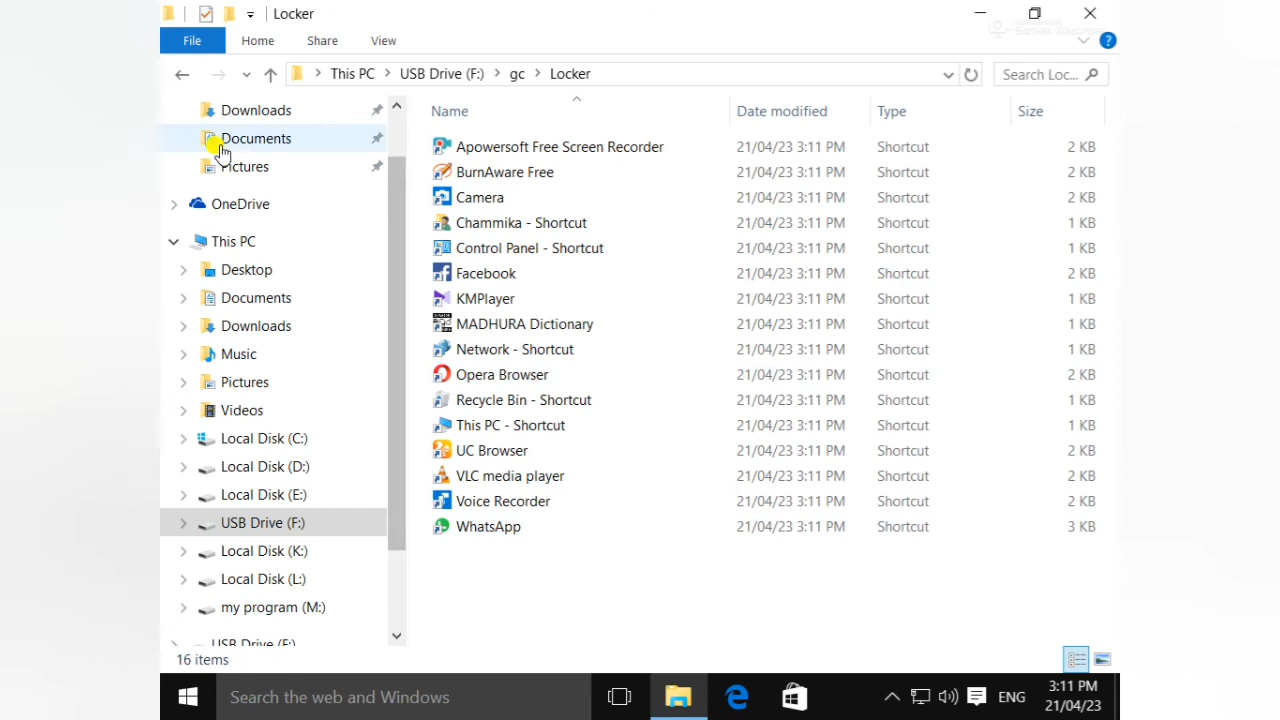 Locker
File Home Share View
This PC USB Drive (F:) gc Locker Search Loc...
Downloads
Documents
Pictures
OneDrive
This PC
Desktop
Documents
Downloads
Music
Pictures
Videos
Local Disk (C:)
Local Disk (D:)
Local Disk (E:)
USB Drive (F:)
Local Disk (K:)
Local Disk (L:)
my program (M:)
USB Drive (F:)
Name Date modified Type Size
Apowersoft Free Screen Recorder 21/04/23 3:11 PM Shortcut 2 KB
BurnAware Free 21/04/23 3:11 PM Shortcut 2 KB
Camera 21/04/23 3:11 PM Shortcut 2 KB
Chammika - Shortcut 21/04/23 3:11 PM Shortcut 1 KB
Control Panel - Shortcut 21/04/23 3:11 PM Shortcut 1 KB
Facebook 21/04/23 3:11 PM Shortcut 2 KB
KMPlayer 21/04/23 3:11 PM Shortcut 1 KB
MADHURA Dictionary 21/04/23 3:11 PM Shortcut 1 KB
Network - Shortcut 21/04/23 3:11 PM Shortcut 1 KB
Opera Browser 21/04/23 3:11 PM Shortcut 2 KB
Recycle Bin - Shortcut 21/04/23 3:11 PM Shortcut 1 KB
This PC - Shortcut 21/04/23 3:11 PM Shortcut 1 KB
UC Browser 21/04/23 3:11 PM Shortcut 2 KB
VLC media player 21/04/23 3:11 PM Shortcut 2 KB
Voice Recorder 21/04/23 3:11 PM Shortcut 2 KB
WhatsApp 21/04/23 3:11 PM Shortcut 3 KB
16 items
Search the web and Windows
ENG
3:11 PM
21/04/23